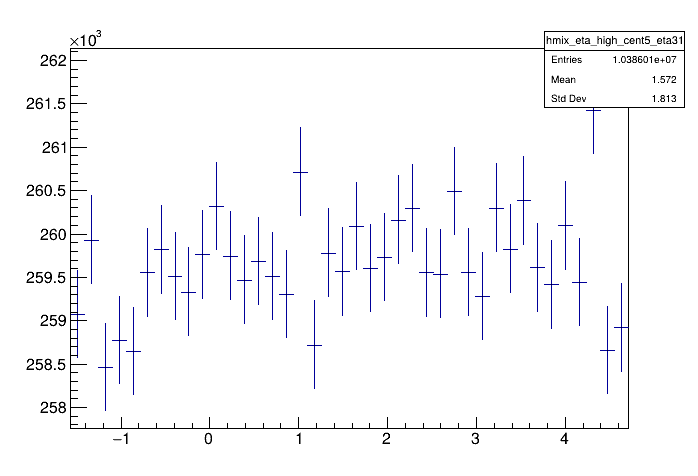 ×10³
hmix_eta_high_cent5_eta31
Entries 1.038601e+07
Mean 1.572
Std Dev 1.813
262
261.5
261
260.5
260
259.5
259
258.5
258
−1 0 1 2 3 4